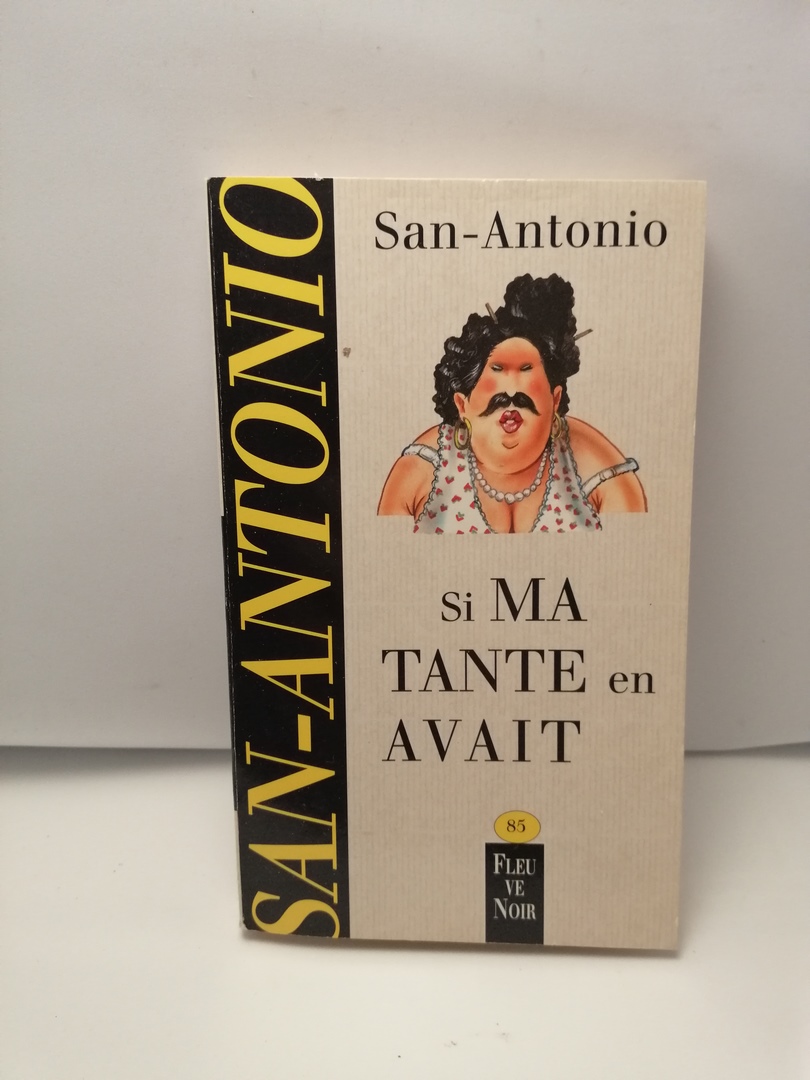 SAN-ANTONIO
San-Antonio
Si MA
TANTE en
AVAIT
85
FLEU
VE
NOIR